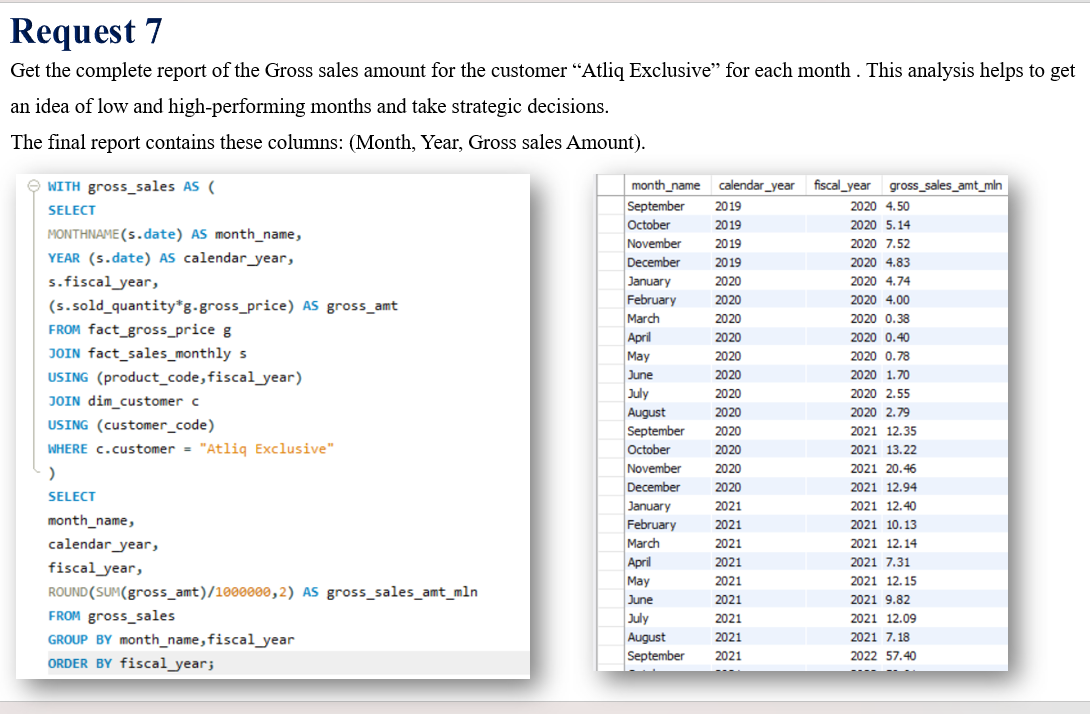 Request 7
Get the complete report of the Gross sales amount for the customer “Atliq Exclusive” for each month . This analysis helps to get
an idea of low and high-performing months and take strategic decisions.
The final report contains these columns: (Month, Year, Gross sales Amount).
WITH gross_sales AS (
SELECT
MONTHNAME(s.date) AS month_name,
YEAR (s.date) AS calendar_year,
s.fiscal_year,
(s.sold_quantity*g.gross_price) AS gross_amt
FROM fact_gross_price g
JOIN fact_sales_monthly s
USING (product_code,fiscal_year)
JOIN dim_customer c
USING (customer_code)
WHERE c.customer = "Atliq Exclusive"
)
SELECT
month_name,
calendar_year,
fiscal_year,
ROUND(SUM(gross_amt)/1000000,2) AS gross_sales_amt_mln
FROM gross_sales
GROUP BY month_name,fiscal_year
ORDER BY fiscal_year;
month_name calendar_year fiscal_year gross_sales_amt_mln
September 2019 2020 4.50
October 2019 2020 5.14
November 2019 2020 7.52
December 2019 2020 4.83
January 2020 2020 4.74
February 2020 2020 4.00
March 2020 2020 0.38
April 2020 2020 0.40
May 2020 2020 0.78
June 2020 2020 1.70
July 2020 2020 2.55
August 2020 2020 2.79
September 2020 2021 12.35
October 2020 2021 13.22
November 2020 2021 20.46
December 2020 2021 12.94
January 2021 2021 12.40
February 2021 2021 10.13
March 2021 2021 12.14
April 2021 2021 7.31
May 2021 2021 12.15
June 2021 2021 9.82
July 2021 2021 12.09
August 2021 2021 7.18
September 2021 2022 57.40